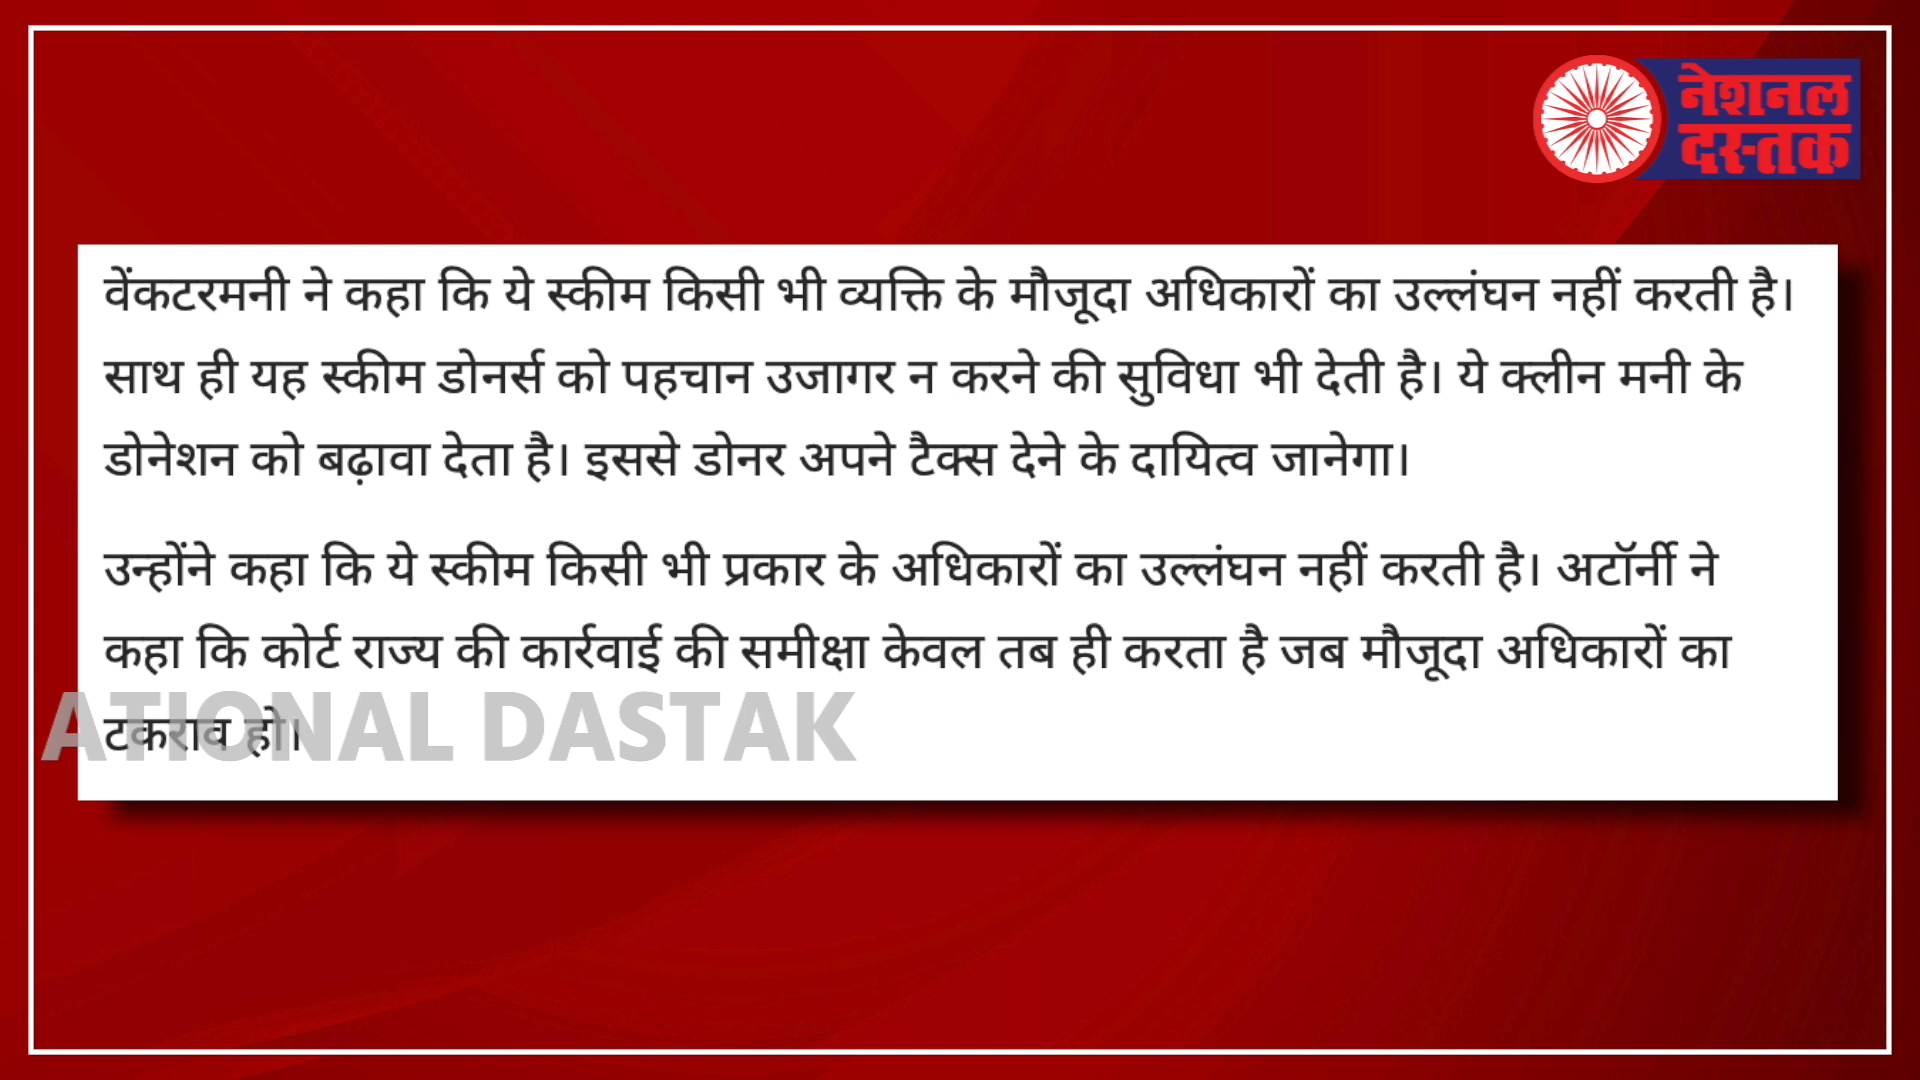 नेशनल
दस्तक
वेंकटरमनी ने कहा कि ये स्कीम किसी भी व्यक्ति के मौजूदा अधिकारों का उल्लंघन नहीं करती है।
साथ ही यह स्कीम डोनर्स को पहचान उजागर न करने की सुविधा भी देती है। ये क्लीन मनी के
डोनेशन को बढ़ावा देता है। इससे डोनर अपने टैक्स देने के दायित्व जानेगा।
उन्होंने कहा कि ये स्कीम किसी भी प्रकार के अधिकारों का उल्लंघन नहीं करती है। अटॉर्नी ने
कहा कि कोर्ट राज्य की कार्रवाई की समीक्षा केवल तब ही करता है जब मौजूदा अधिकारों का
टकराव हो।
ATIONAL DASTAK